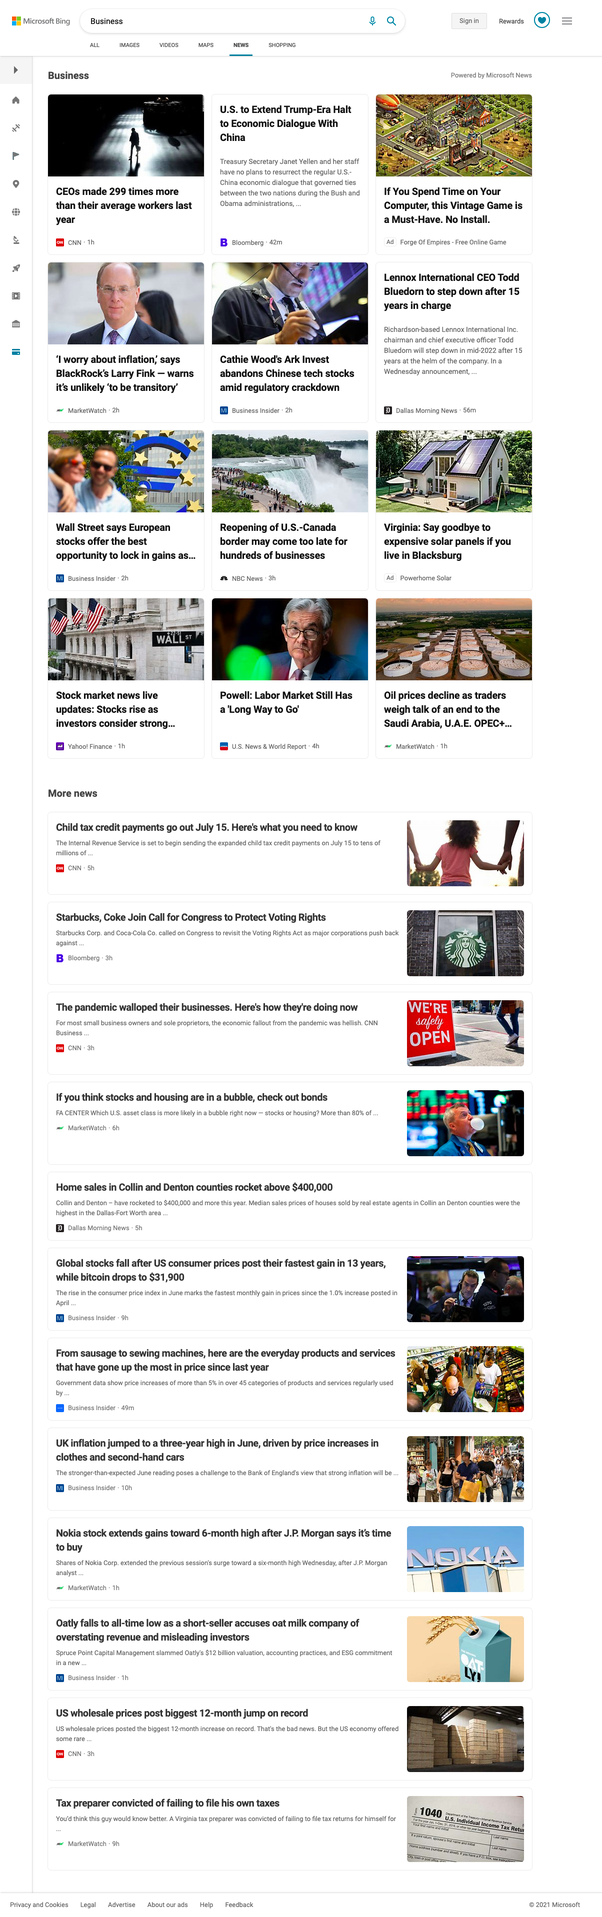 Microsoft Bing
Business
Sign in
Rewards
ALL
IMAGES
VIDEOS
MAPS
NEWS
SHOPPING
Business
Powered by Microsoft News
CEOs made 299 times more
than their average workers last
year
CNN · 1h
U.S. to Extend Trump-Era Halt
to Economic Dialogue With
China
Treasury Secretary Janet Yellen and her staff
have no plans to resurrect the regular U.S.-
China economic dialogue that governed ties
between the two nations during the Bush and
Obama administrations, ...
Bloomberg · 42m
If You Spend Time on Your
Computer, this Vintage Game is
a Must-Have. No Install.
Ad Forge Of Empires - Free Online Game
'I worry about inflation,' says
BlackRock's Larry Fink — warns
it's unlikely 'to be transitory'
MarketWatch · 2h
Cathie Wood's Ark Invest
abandons Chinese tech stocks
amid regulatory crackdown
Business Insider · 2h
Lennox International CEO Todd
Bluedorn to step down after 15
years in charge
Richardson-based Lennox International Inc.
chairman and chief executive officer Todd
Bluedorn will step down in mid-2022 after 15
years at the helm of the company. In a
Wednesday announcement, ...
Dallas Morning News · 56m
Wall Street says European
stocks offer the best
opportunity to lock in gains as...
Business Insider · 2h
Reopening of U.S.-Canada
border may come too late for
hundreds of businesses
NBC News · 3h
Virginia: Say goodbye to
expensive solar panels if you
live in Blacksburg
Ad Powerhome Solar
WALL ST
Stock market news live
updates: Stocks rise as
investors consider strong...
Yahoo! Finance · 1h
Powell: Labor Market Still Has
a 'Long Way to Go'
U.S. News & World Report · 4h
Oil prices decline as traders
weigh talk of an end to the
Saudi Arabia, U.A.E. OPEC+...
MarketWatch · 1h
More news
Child tax credit payments go out July 15. Here's what you need to know
The Internal Revenue Service is set to begin sending the expanded child tax credit payments on July 15 to tens of
millions of ...
CNN · 5h
Starbucks, Coke Join Call for Congress to Protect Voting Rights
Starbucks Corp. and Coca-Cola Co. called on Congress to revisit the Voting Rights Act as major corporations push back
against ...
Bloomberg · 3h
The pandemic walloped their businesses. Here's how they're doing now
For most small business owners and sole proprietors, the economic fallout from the pandemic was hellish. CNN
Business ...
CNN · 3h
WE'RE
safely
OPEN
If you think stocks and housing are in a bubble, check out bonds
FA CENTER Which U.S. asset class is more likely in a bubble right now — stocks or housing? More than 80% of ...
MarketWatch · 6h
Home sales in Collin and Denton counties rocket above $400,000
Collin and Denton – have rocketed to $400,000 and more this year. Median sales prices of houses sold by real estate agents in Collin an Denton counties were the
highest in the Dallas-Fort Worth area ...
Dallas Morning News · 5h
Global stocks fall after US consumer prices post their fastest gain in 13 years,
while bitcoin drops to $31,900
The rise in the consumer price index in June marks the fastest monthly gain in prices since the 1.0% increase posted in
April ...
Business Insider · 9h
From sausage to sewing machines, here are the everyday products and services
that have gone up the most in price since last year
Government data show price increases of more than 5% in over 45 categories of products and services regularly used
by ...
Business Insider · 49m
UK inflation jumped to a three-year high in June, driven by price increases in
clothes and second-hand cars
The stronger-than-expected June reading poses a challenge to the Bank of England's view that strong inflation will be ...
Business Insider · 10h
Nokia stock extends gains toward 6-month high after J.P. Morgan says it's time
to buy
Shares of Nokia Corp. extended the previous session's surge toward a six-month high Wednesday, after J.P. Morgan
analyst ...
MarketWatch · 1h
NOKIA
Oatly falls to all-time low as a short-seller accuses oat milk company of
overstating revenue and misleading investors
Spruce Point Capital Management slammed Oatly's $12 billion valuation, accounting practices, and ESG commitment
in a new ...
Business Insider · 1h
OAT
LY!
US wholesale prices post biggest 12-month jump on record
US wholesale prices posted the biggest 12-month increase on record. That's the bad news. But the US economy offered
some rare ...
CNN · 3h
Tax preparer convicted of failing to file his own taxes
You'd think this guy would know better. A Virginia tax preparer was convicted of failing to file tax returns for himself for
...
MarketWatch · 9h
1040
U.S. Individual Income Tax Retu
Privacy and Cookies
Legal
Advertise
About our ads
Help
Feedback
© 2021 Microsoft